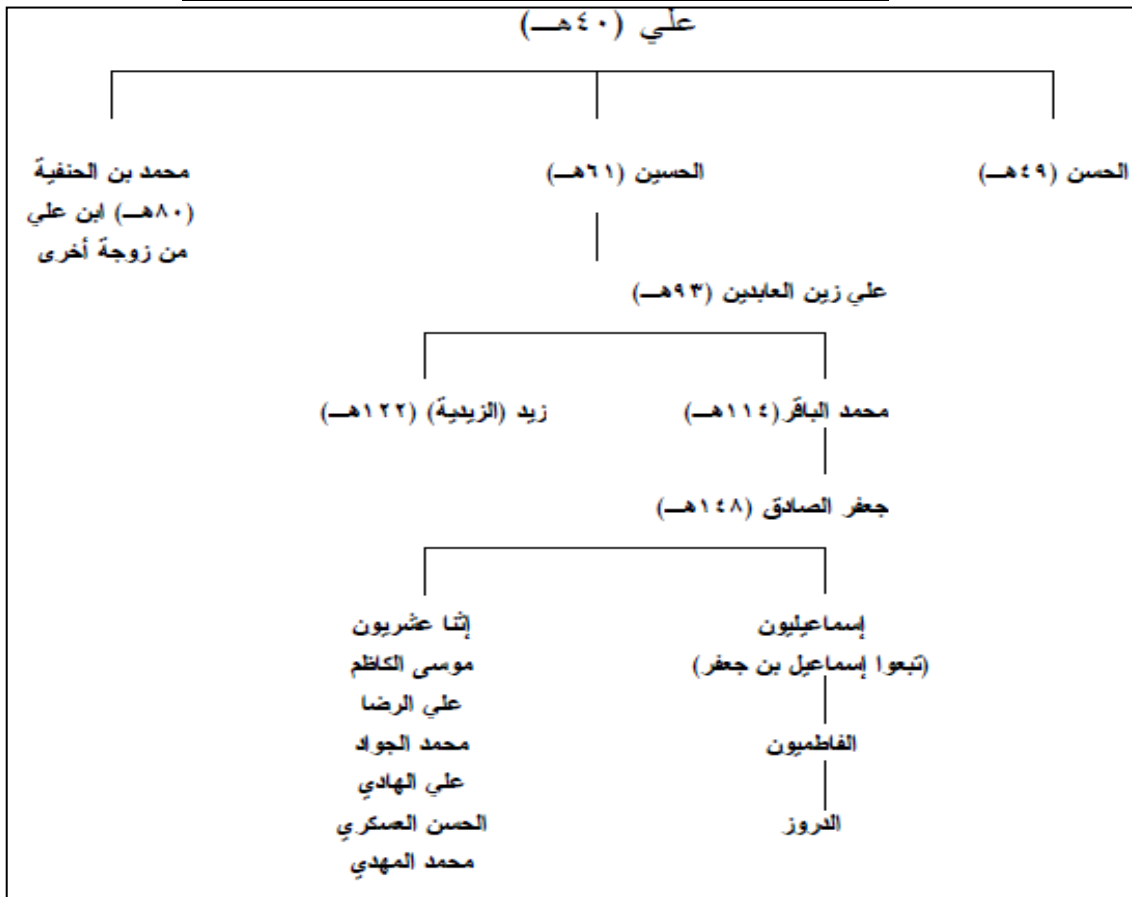 علي (٤٠هـ)
الحسن (٤٩هـ)
الحسين (٦١هـ)
محمد بن الحنفية
(٨٠هـ) ابن علي
من زوجة أخرى
علي زين العابدين (٩٣هـ)
محمد الباقر (١١٤هـ)
زيد (الزيدية) (١٢٢هـ)
جعفر الصادق (١٤٨هـ)
إسماعيليون
(تبعوا إسماعيل بن جعفر)
الفاطميون
الدروز
إثنا عشريون
موسى الكاظم
علي الرضا
محمد الجواد
علي الهادي
الحسن العسكري
محمد المهدي